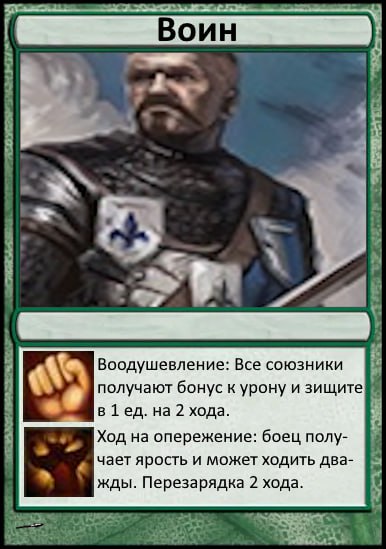 Воин
Воодушевление: Все союзники
получают бонус к урону и зищите
в 1 ед. на 2 хода.
Ход на опережение: боец полу-
чает ярость и может ходить два-
жды. Перезарядка 2 хода.